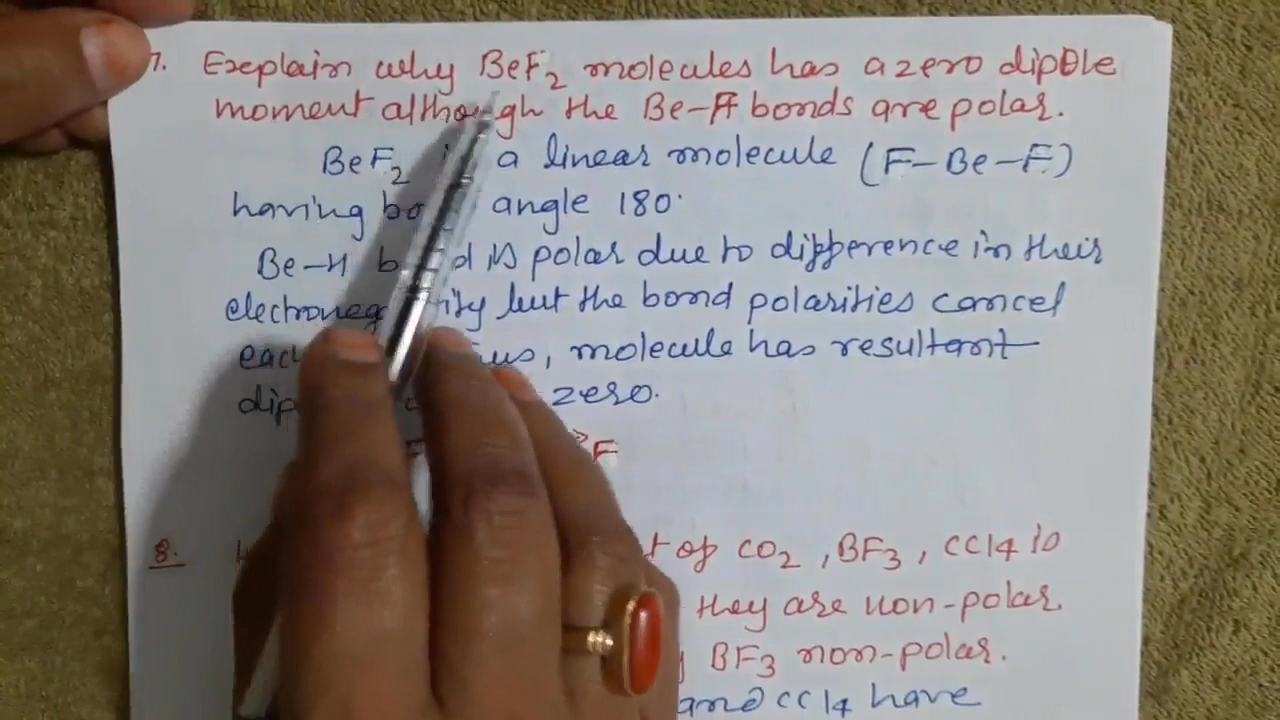 7. Explain why BeF2 molecules has a zero dipole
moment although the Be-H bonds are polar.
BeF2 a linear molecule (F-Be-F)
having angle 180.
Be-H is polar due to difference in their
but the bond polarities cancel
molecule has resultant
zero.
F
8. of CO2, BF3, CCl4 is
they are non-polar.
BF3 non-polar.
and CCl4 have